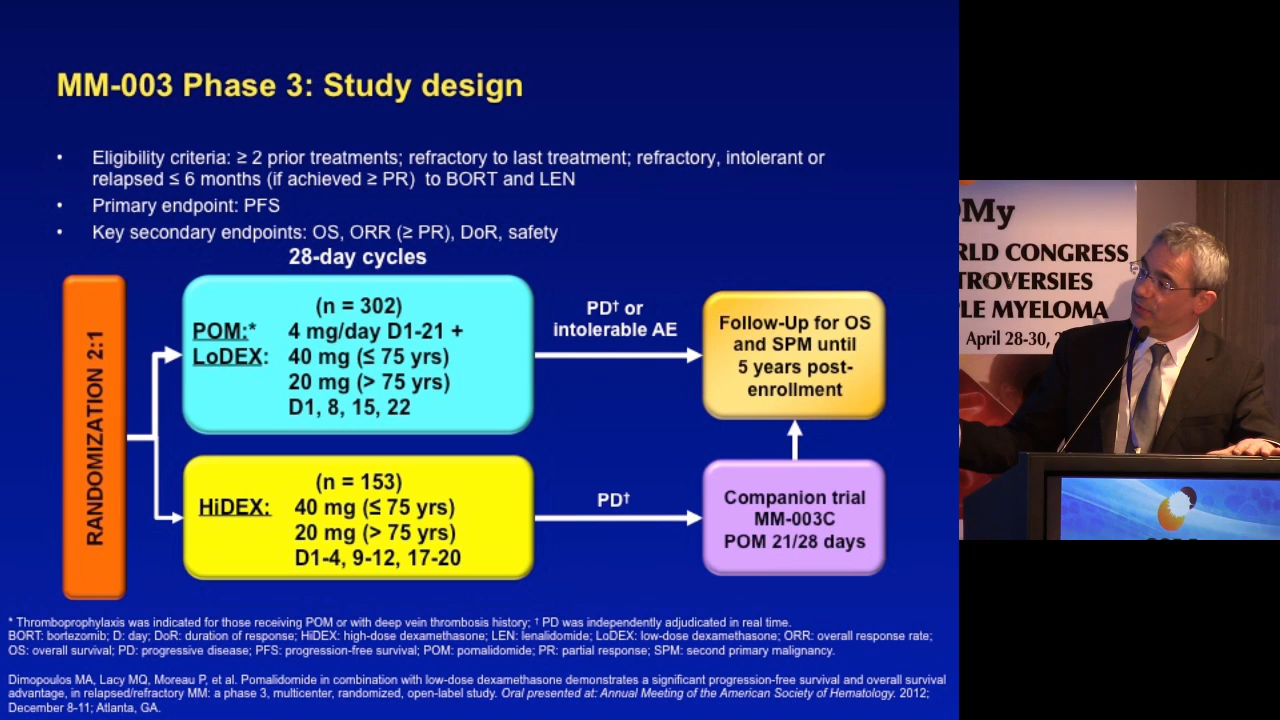 MM-003 Phase 3: Study design
• Eligibility criteria: ≥ 2 prior treatments; refractory to last treatment; refractory, intolerant or
relapsed ≤ 6 months (if achieved ≥ PR) to BORT and LEN
• Primary endpoint: PFS
• Key secondary endpoints: OS, ORR (≥ PR), DoR, safety
28-day cycles
RANDOMIZATION 2:1
(n = 302)
POM:* 4 mg/day D1-21 +
LoDEX: 40 mg (≤ 75 yrs)
20 mg (> 75 yrs)
D1, 8, 15, 22
PD† or
intolerable AE
Follow-Up for OS
and SPM until
5 years post-
enrollment
(n = 153)
HiDEX: 40 mg (≤ 75 yrs)
20 mg (> 75 yrs)
D1-4, 9-12, 17-20
PD†
Companion trial
MM-003C
POM 21/28 days
* Thromboprophylaxis was indicated for those receiving POM or with deep vein thrombosis history; † PD was independently adjudicated in real time.
BORT: bortezomib; D: day; DoR: duration of response; HiDEX: high-dose dexamethasone; LEN: lenalidomide; LoDEX: low-dose dexamethasone; ORR: overall response rate;
OS: overall survival; PD: progressive disease; PFS: progression-free survival; POM: pomalidomide; PR: partial response; SPM: second primary malignancy.
Dimopoulos MA, Lacy MQ, Moreau P, et al. Pomalidomide in combination with low-dose dexamethasone demonstrates a significant progression-free survival and overall survival
advantage, in relapsed/refractory MM: a phase 3, multicenter, randomized, open-label study. Oral presented at: Annual Meeting of the American Society of Hematology. 2012;
December 8-11; Atlanta, GA.
OMy
RLD CONGRESS
TROVERSIES
LE MYELOMA
April 28-30,